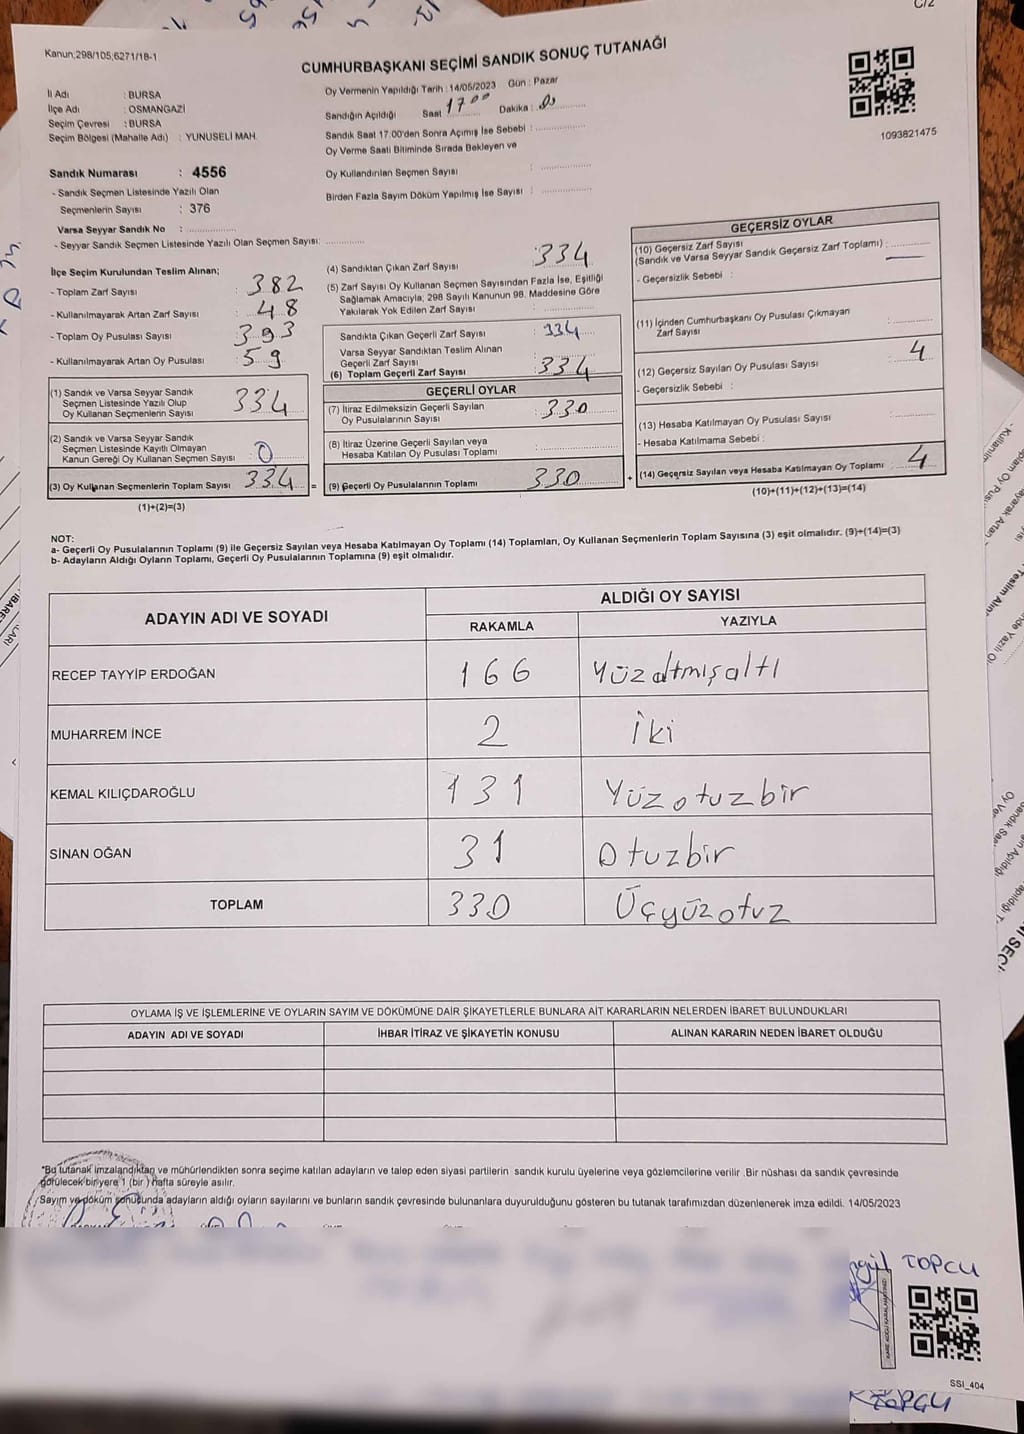 C/2
Kanun;298/105;6271/18-1
CUMHURBAŞKANI SEÇİMİ SANDIK SONUÇ TUTANAĞI
İl Adı : BURSA
İlçe Adı : OSMANGAZİ
Seçim Çevresi : BURSA
Seçim Bölgesi (Mahalle Adı) : YUNUSELİ MAH.
Oy Vermenin Yapıldığı Tarih : 14/05/2023 Gün : Pazar
Sandığın Açıldığı Saat 17 00 Dakika :
Sandık Saat 17:00'den Sonra Açımış İse Sebebi :
Oy Verme Saati Bitiminde Sırada Bekleyen ve
Oy Kullandırılan Seçmen Sayısı :
Birden Fazla Sayım Döküm Yapılmış İse Sayısı :
1093821475
Sandık Numarası : 4556
- Sandık Seçmen Listesinde Yazılı Olan
Seçmenlerin Sayısı : 376
Varsa Seyyar Sandık No :
- Seyyar Sandık Seçmen Listesinde Yazılı Olan Seçmen Sayısı:
İlçe Seçim Kurulundan Teslim Alınan;
- Toplam Zarf Sayısı : 382
- Kullanılmayarak Artan Zarf Sayısı : 48
- Toplam Oy Pusulası Sayısı : 393
- Kullanılmayarak Artan Oy Pusulası : 59
(1) Sandık ve Varsa Seyyar Sandık
Seçmen Listesinde Yazılı Olup
Oy Kullanan Seçmenlerin Sayısı 334
(2) Sandık ve Varsa Seyyar Sandık
Seçmen Listesinde Kayıtlı Olmayan
Kanun Gereği Oy Kullanan Seçmen Sayısı : 0
(3) Oy Kullanan Seçmenlerin Toplam Sayısı 334 =
(1)+(2)=(3)
(4) Sandıktan Çıkan Zarf Sayısı : 334
(5) Zarf Sayısı Oy Kullanan Seçmen Sayısından Fazla İse, Eşitliği
Sağlamak Amacıyla; 298 Sayılı Kanunun 98. Maddesine Göre
Yakılarak Yok Edilen Zarf Sayısı :
Sandıkta Çıkan Geçerli Zarf Sayısı : 334
Varsa Seyyar Sandıktan Teslim Alınan
Geçerli Zarf Sayısı :
(6) Toplam Geçerli Zarf Sayısı : 334
GEÇERLİ OYLAR
(7) İtiraz Edilmeksizin Geçerli Sayılan
Oy Pusulalarının Sayısı : 330
(8) İtiraz Üzerine Geçerli Sayılan veya
Hesaba Katılan Oy Pusulası Toplamı :
(9) Geçerli Oy Pusulalarının Toplamı 330 +
GEÇERSİZ OYLAR
(10) Geçersiz Zarf Sayısı
(Sandık ve Varsa Seyyar Sandık Geçersiz Zarf Toplamı) :
- Geçersizlik Sebebi :
(11) İçinden Cumhurbaşkanı Oy Pusulası Çıkmayan
Zarf Sayısı :
(12) Geçersiz Sayılan Oy Pusulası Sayısı : 4
- Geçersizlik Sebebi :
(13) Hesaba Katılmayan Oy Pusulası Sayısı :
- Hesaba Katılmama Sebebi :
(14) Geçersiz Sayılan veya Hesaba Katılmayan Oy Toplamı : 4
(10)+(11)+(12)+(13)=(14)
NOT:
a- Geçerli Oy Pusulalarının Toplamı (9) ile Geçersiz Sayılan veya Hesaba Katılmayan Oy Toplamı (14) Toplamları, Oy Kullanan Seçmenlerin Toplam Sayısına (3) eşit olmalıdır. (9)+(14)=(3)
b- Adayların Aldığı Oyların Toplamı, Geçerli Oy Pusulalarının Toplamına (9) eşit olmalıdır.
ADAYIN ADI VE SOYADI
ALDIĞI OY SAYISI
RAKAMLA YAZIYLA
RECEP TAYYİP ERDOĞAN 166 Yüzaltmışaltı
MUHARREM İNCE 2 İki
KEMAL KILIÇDAROĞLU 131 Yüzotuzbir
SİNAN OĞAN 31 Otuzbir
TOPLAM 330 Üçyüzotuz
OYLAMA İŞ VE İŞLEMLERİNE VE OYLARIN SAYIM VE DÖKÜMÜNE DAİR ŞİKAYETLERLE BUNLARA AİT KARARLARIN NELERDEN İBARET BULUNDUKLARI
ADAYIN ADI VE SOYADI İHBAR İTİRAZ VE ŞİKAYETİN KONUSU ALINAN KARARIN NEDEN İBARET OLDUĞU
*Bu tutanak imzalandıktan ve mühürlendikten sonra seçime katılan adayların ve talep eden siyasi partilerin sandık kurulu üyelerine veya gözlemcilerine verilir .Bir nüshası da sandık çevresinde
görülecek bir yere 1 (bir ) hafta süreyle asılır.
Sayım ve döküm sonucunda adayların aldığı oyların sayılarını ve bunların sandık çevresinde bulunanlara duyurulduğunu gösteren bu tutanak tarafımızdan düzenlenerek imza edildi. 14/05/2023
TOPCU
SSI_404
TOPCU